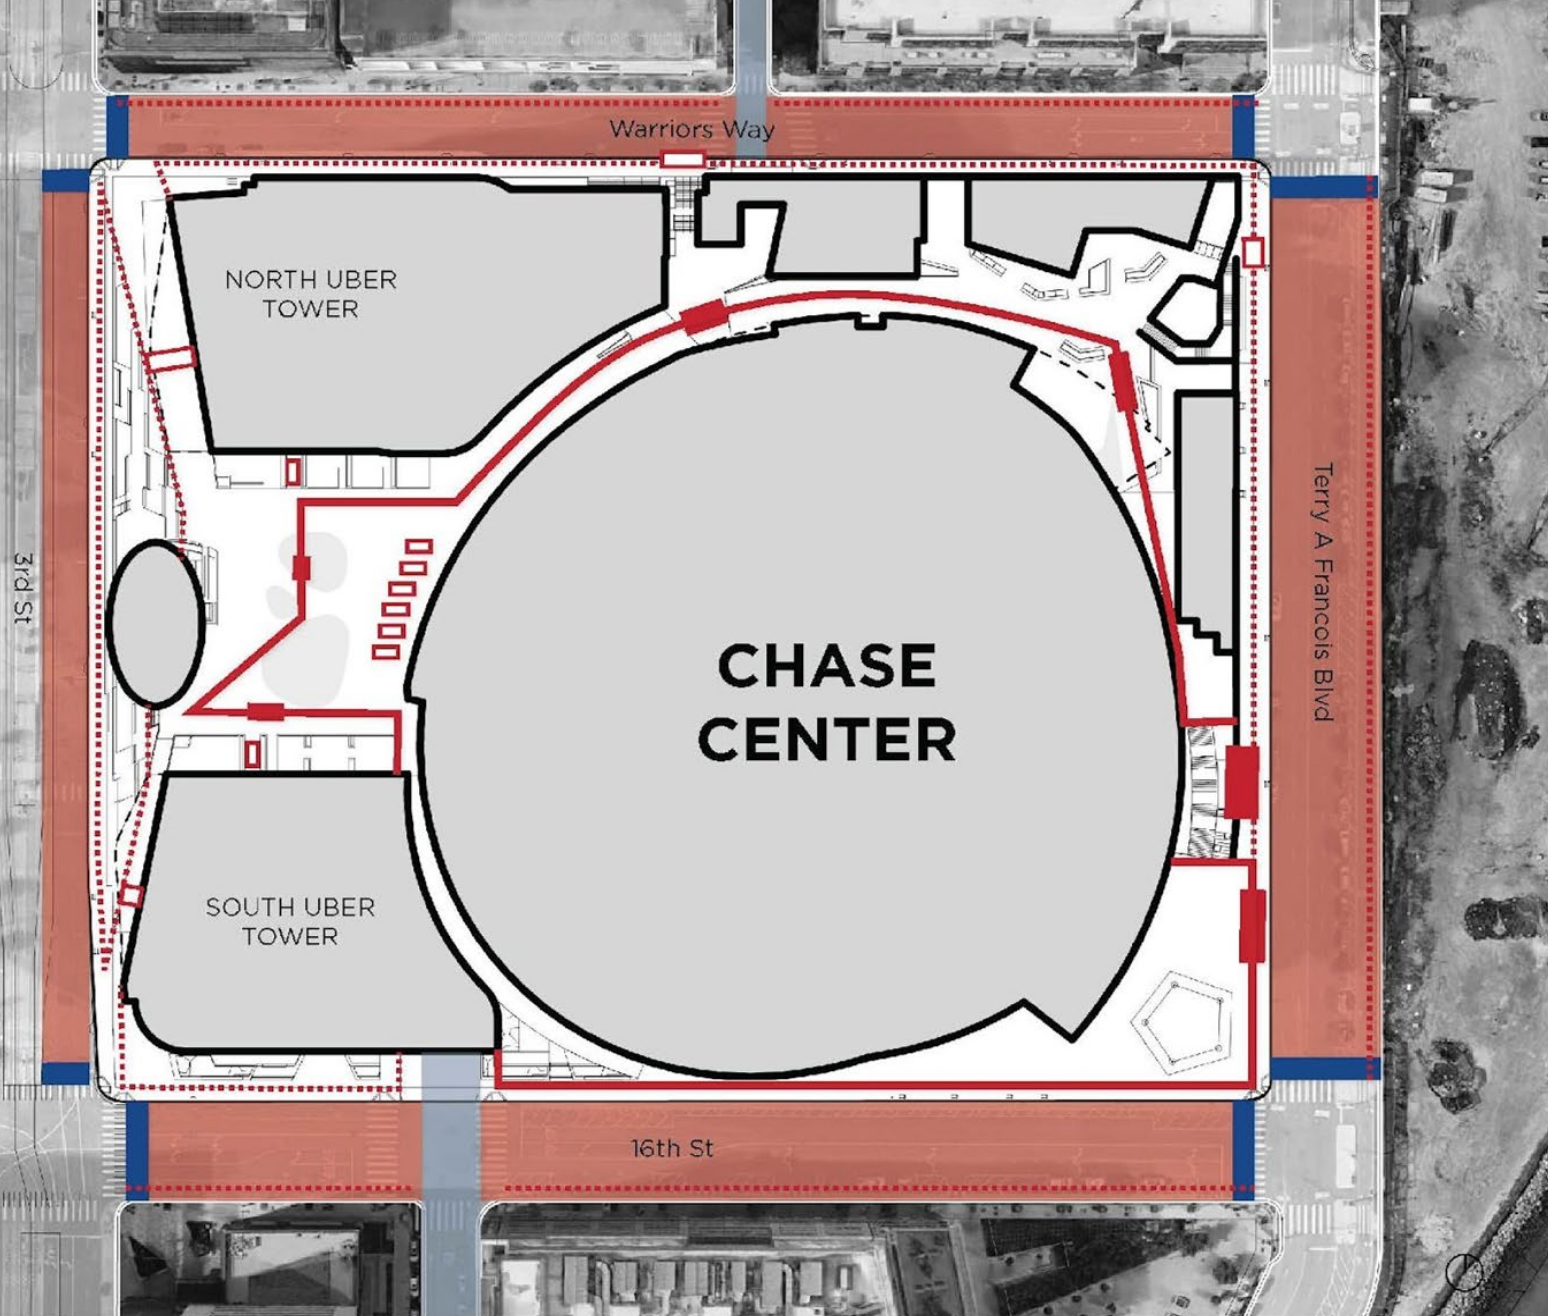 Warriors Way
NORTH UBER
TOWER
3rd St
Terry A Francois Blvd
CHASE
CENTER
SOUTH UBER
TOWER
16th St